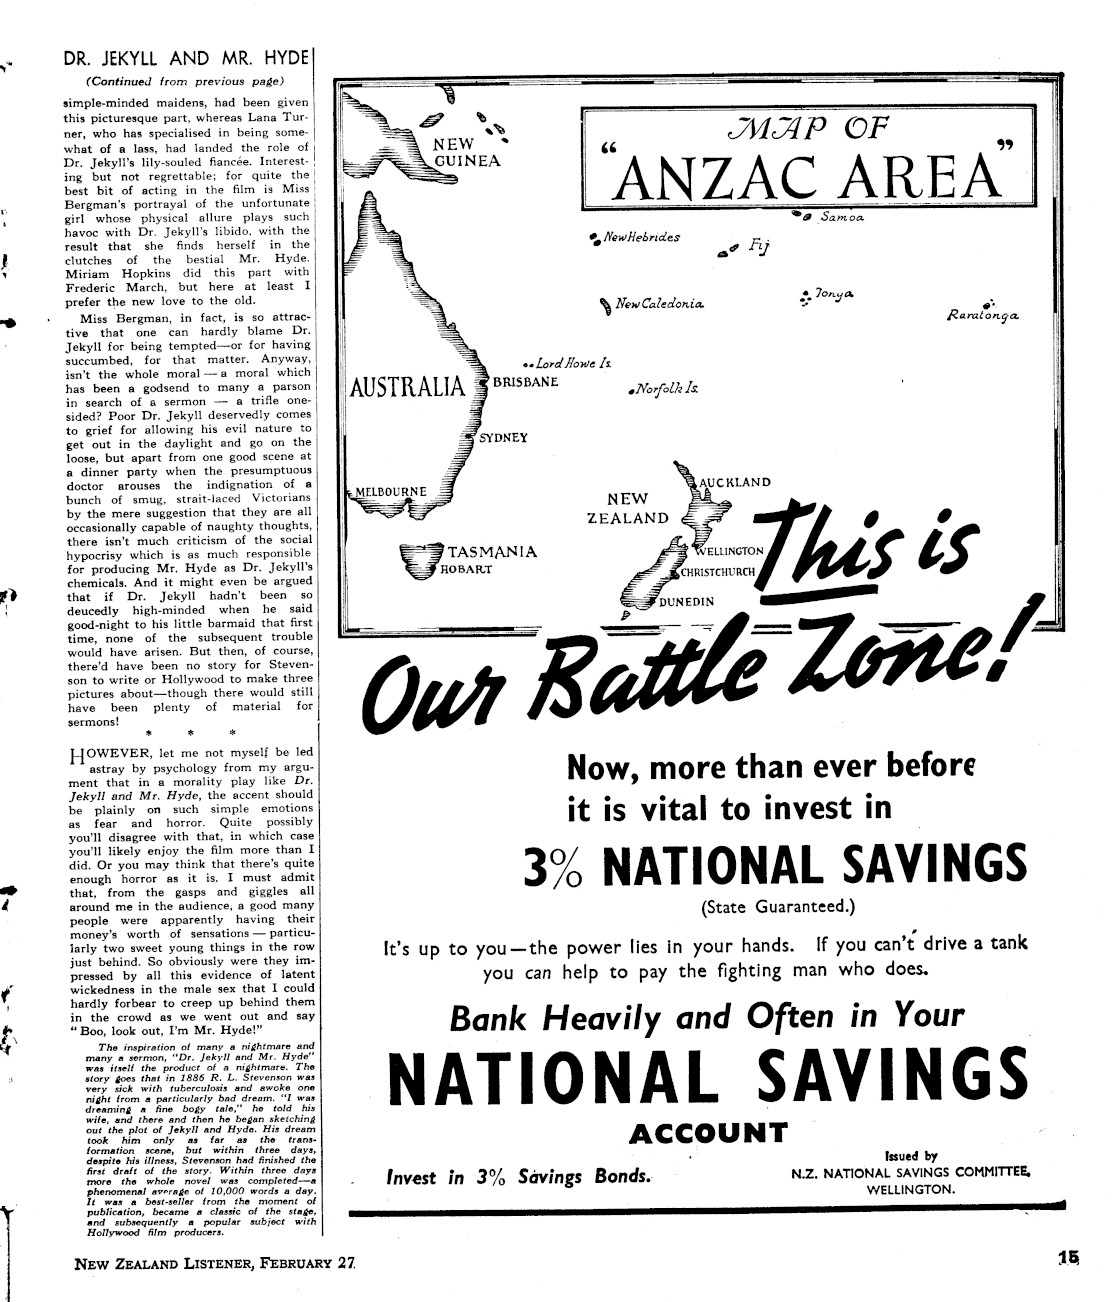 DR. JEKYLL AND MR. HYDE
(Continued from previous page)
simple-minded maidens, had been given
this picturesque part, whereas Lana Tur-
ner, who has specialised in being some-
what of a lass, had landed the role of
Dr. Jekyll's lily-souled fiancée. Interest-
ing but not regrettable; for quite the
best bit of acting in the film is Miss
Bergman's portrayal of the unfortunate
girl whose physical allure plays such
havoc with Dr. Jekyll's libido, with the
result that she finds herself in the
clutches of the bestial Mr. Hyde.
Miriam Hopkins did this part with
Frederic March, but here at least I
prefer the new love to the old.
Miss Bergman, in fact, is so attrac-
tive that one can hardly blame Dr.
Jekyll for being tempted—or for having
succumbed, for that matter. Anyway,
isn't the whole moral — a moral which
has been a godsend to many a parson
in search of a sermon — a trifle one-
sided? Poor Dr. Jekyll deservedly comes
to grief for allowing his evil nature to
get out in the daylight and go on the
loose, but apart from one good scene at
a dinner party when the presumptuous
doctor arouses the indignation of a
bunch of smug, strait-laced Victorians
by the mere suggestion that they are all
occasionally capable of naughty thoughts,
there isn't much criticism of the social
hypocrisy which is as much responsible
for producing Mr. Hyde as Dr. Jekyll's
chemicals. And it might even be argued
that if Dr. Jekyll hadn't been so
deucedly high-minded when he said
good-night to his little barmaid that first
time, none of the subsequent trouble
would have arisen. But then, of course,
there'd have been no story for Steven-
son to write or Hollywood to make three
pictures about—though there would still
have been plenty of material for
sermons!
* * *
HOWEVER, let me not myself be led
astray by psychology from my argu-
ment that in a morality play like Dr.
Jekyll and Mr. Hyde, the accent should
be plainly on such simple emotions
as fear and horror. Quite possibly
you'll disagree with that, in which case
you'll likely enjoy the film more than I
did. Or you may think that there's quite
enough horror as it is. I must admit
that, from the gasps and giggles all
around me in the audience, a good many
people were apparently having their
money's worth of sensations — particu-
larly two sweet young things in the row
just behind. So obviously were they im-
pressed by all this evidence of latent
wickedness in the male sex that I could
hardly forbear to creep up behind them
in the crowd as we went out and say
"Boo, look out, I'm Mr. Hyde!"
The inspiration of many a nightmare and
many a sermon, "Dr. Jekyll and Mr. Hyde"
was itself the product of a nightmare. The
story goes that in 1886 R. L. Stevenson was
very sick with tuberculosis and awoke one
night from a particularly bad dream. "I was
dreaming a fine bogy tale," he told his
wife, and there and then he began sketching
out the plot of Jekyll and Hyde. His dream
took him only as far as the trans-
formation scene, but within three days,
despite his illness, Stevenson had finished the
first draft of the story. Within three days
more the whole novel was completed—a
phenomenal average of 10,000 words a day.
It was a best-seller from the moment of
publication, became a classic of the stage,
and subsequently a popular subject with
Hollywood film producers.
MAP OF
"ANZAC AREA"
NEW
GUINEA
Samoa
New Hebrides
Fij
New Caledonia
Tonga
Raratonga
Lord Howe Is.
AUSTRALIA
BRISBANE
Norfolk Is.
SYDNEY
MELBOURNE
AUCKLAND
NEW
ZEALAND
TASMANIA
HOBART
WELLINGTON
CHRISTCHURCH
DUNEDIN
This is
Our Battle Zone!
Now, more than ever before
it is vital to invest in
3% NATIONAL SAVINGS
(State Guaranteed.)
It's up to you—the power lies in your hands. If you can't drive a tank
you can help to pay the fighting man who does.
Bank Heavily and Often in Your
NATIONAL SAVINGS
ACCOUNT
Invest in 3% Savings Bonds.
Issued by
N.Z. NATIONAL SAVINGS COMMITTEE,
WELLINGTON.
NEW ZEALAND LISTENER, FEBRUARY 27
15